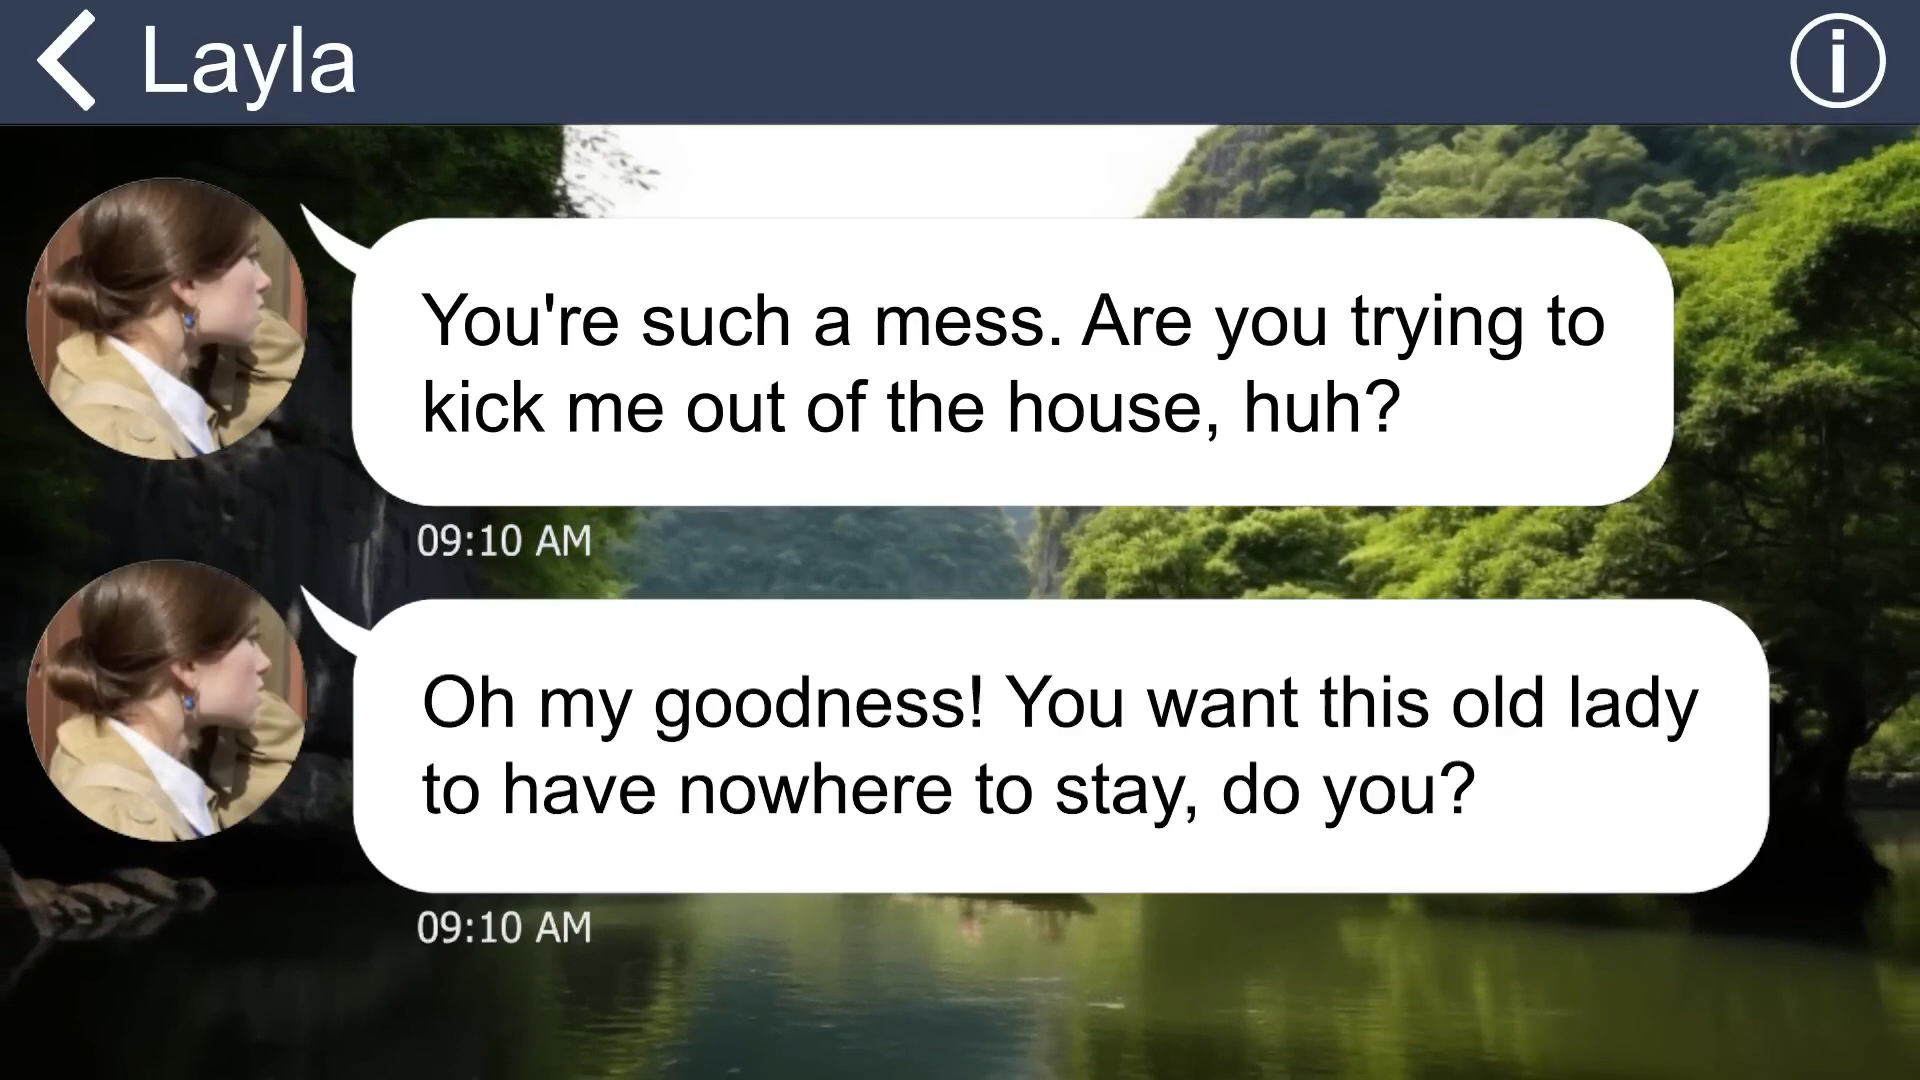 Layla
You're such a mess. Are you trying to
kick me out of the house, huh?
09:10 AM
Oh my goodness! You want this old lady
to have nowhere to stay, do you?
09:10 AM